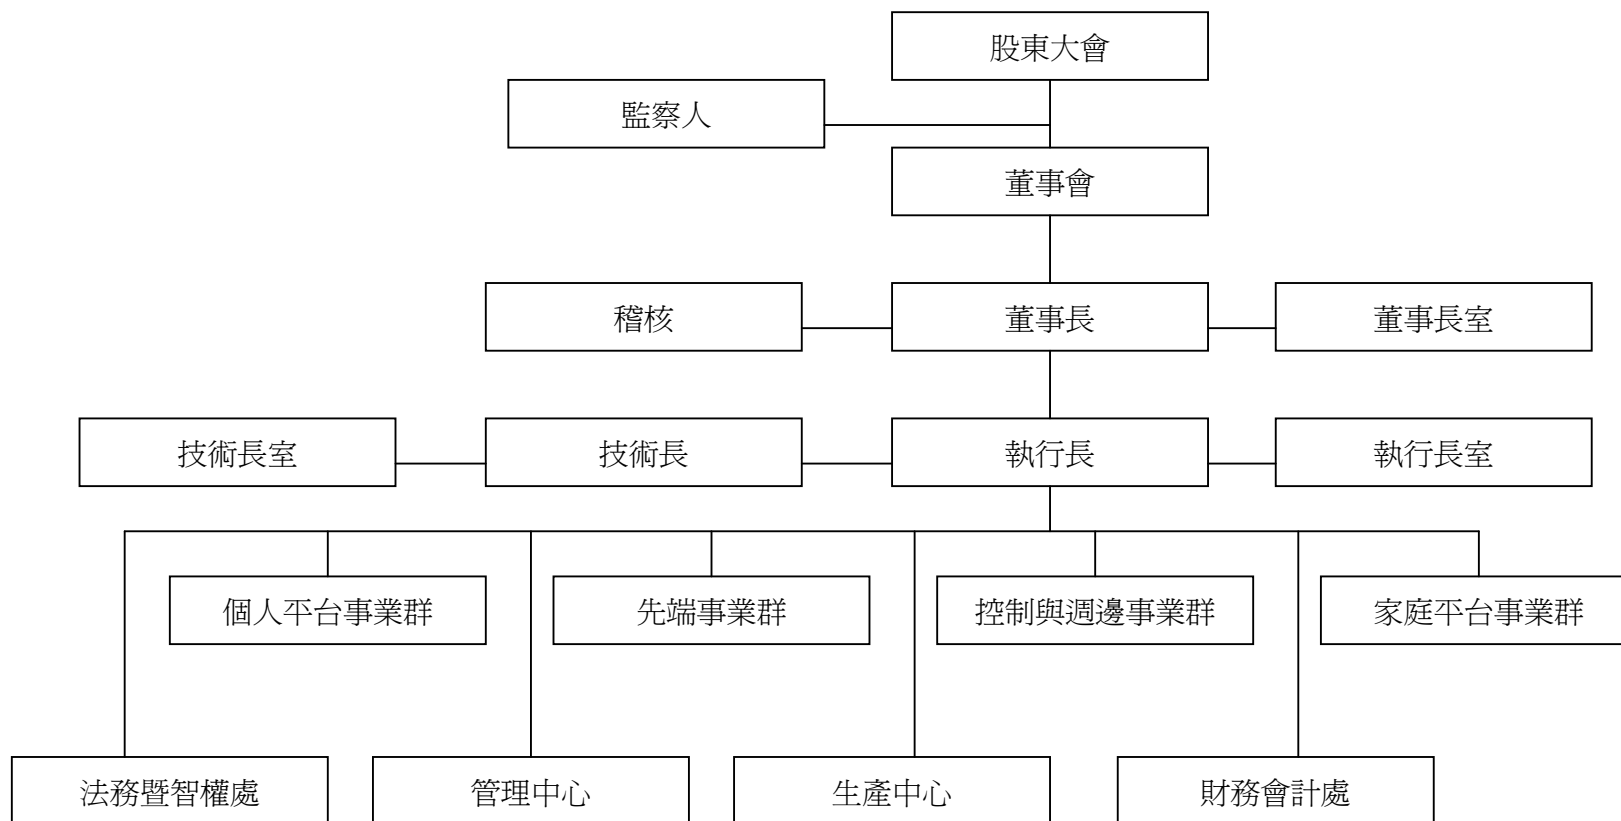 股東大會
監察人
董事會
稽核
董事長
董事長室
技術長室
技術長
執行長
執行長室
個人平台事業群
先端事業群
控制與週邊事業群
家庭平台事業群
法務暨智權處
管理中心
生產中心
財務會計處